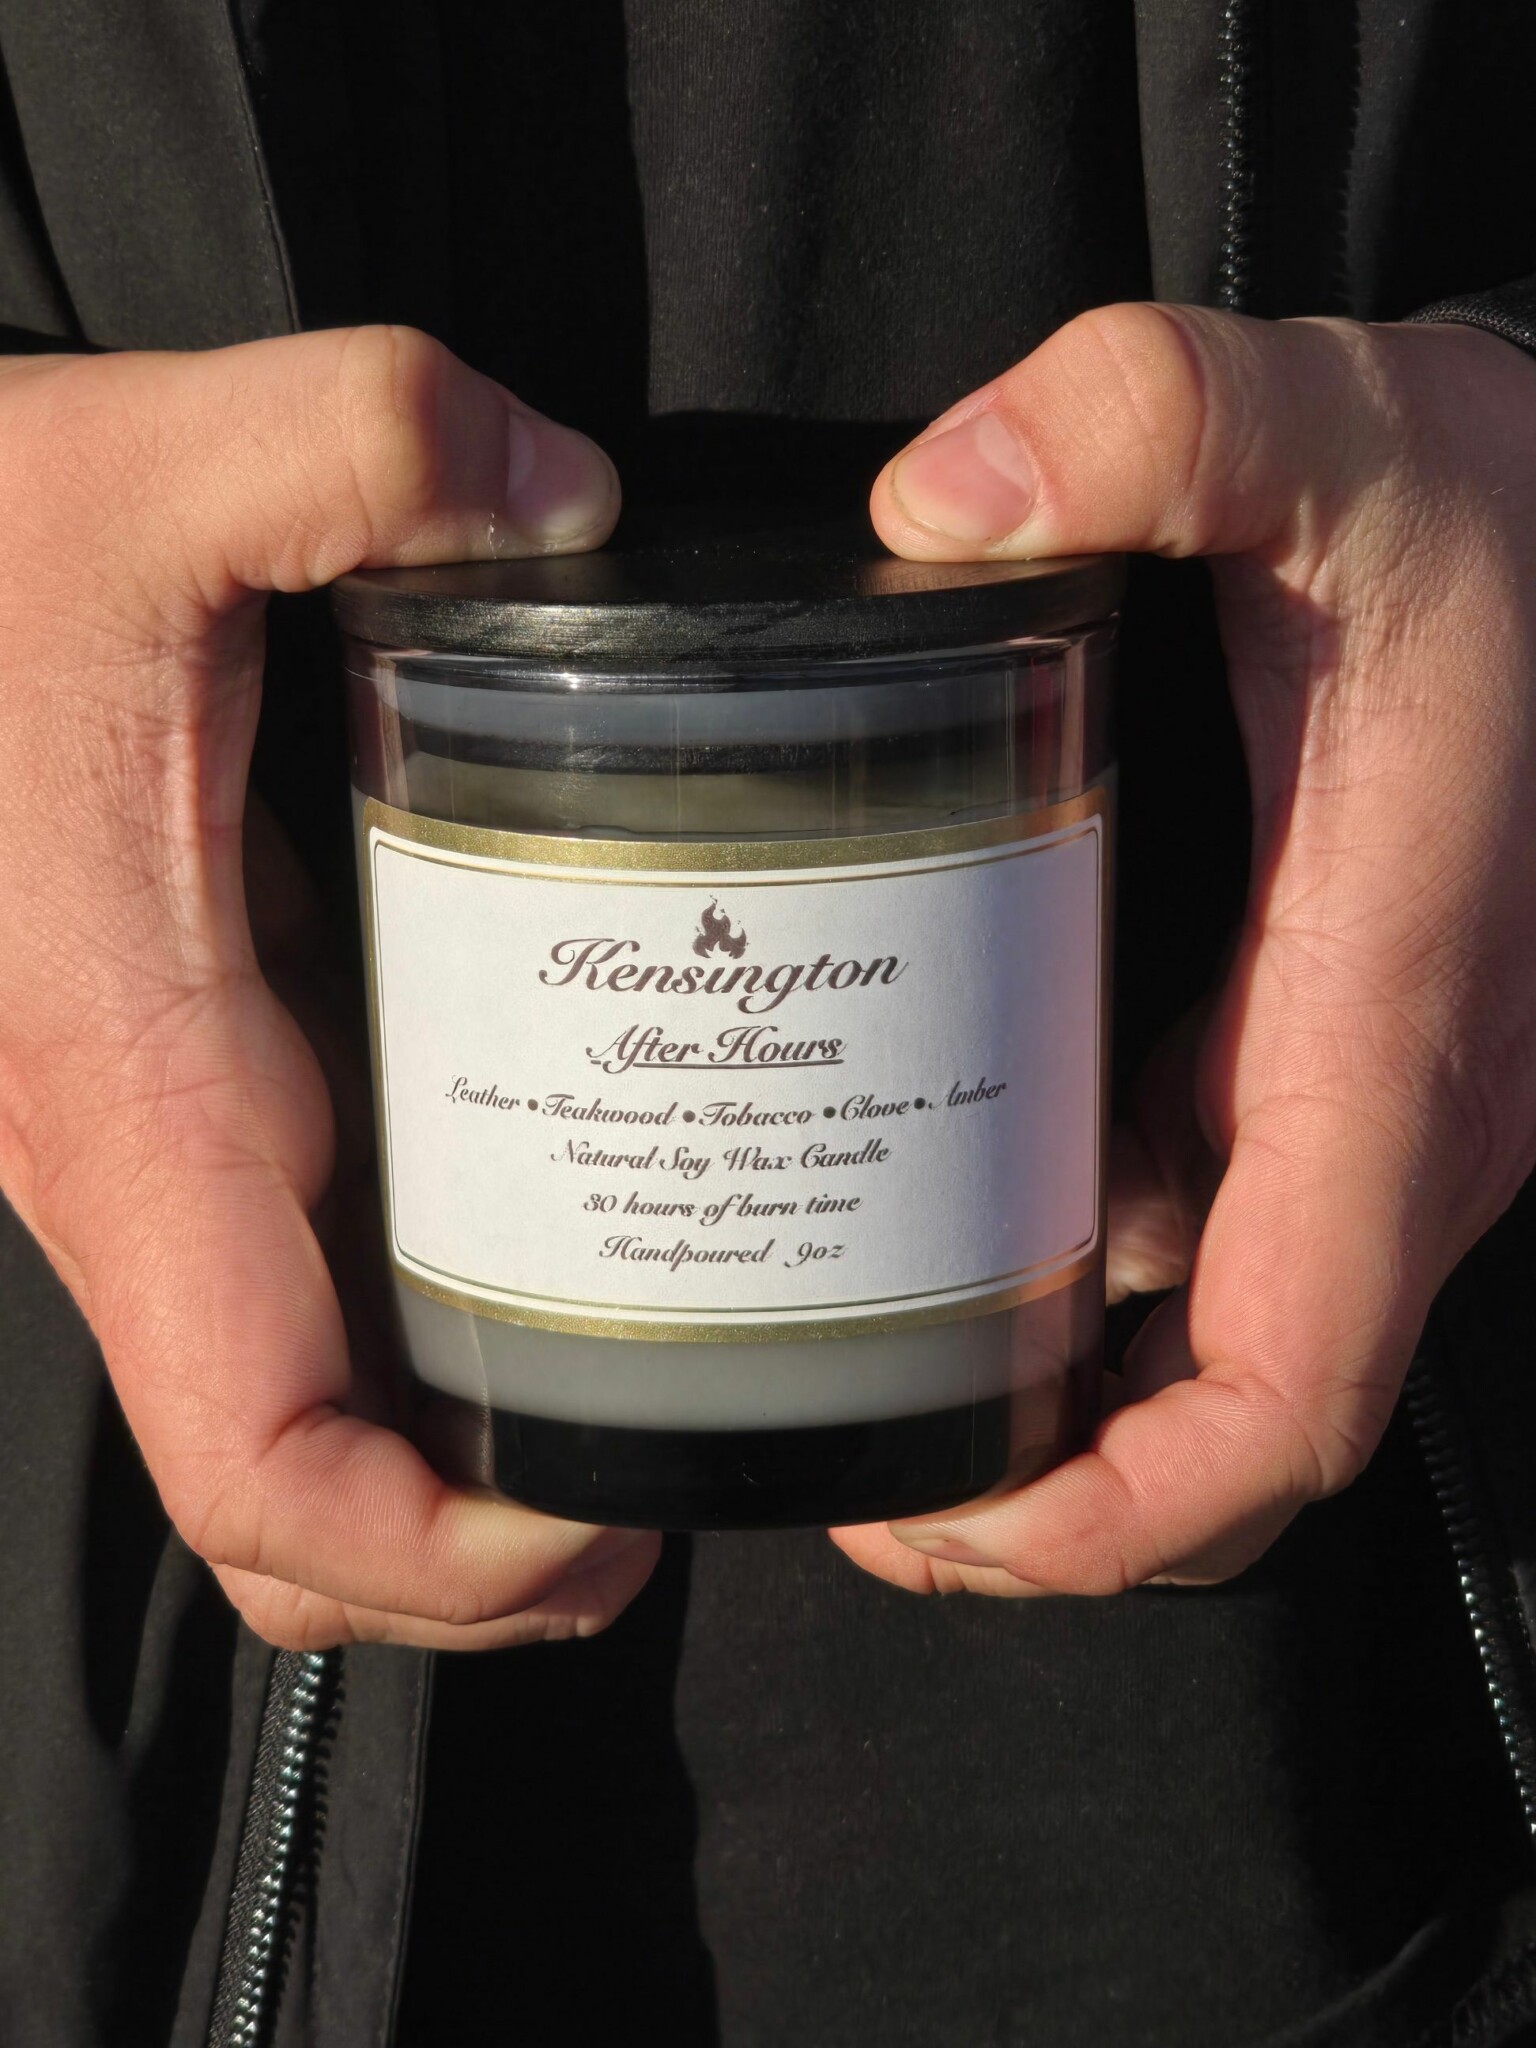 Kensington
After Hours
Leather • Teakwood • Tobacco • Clove • Amber
Natural Soy Wax Candle
30 hours of burn time
Handpoured 9oz